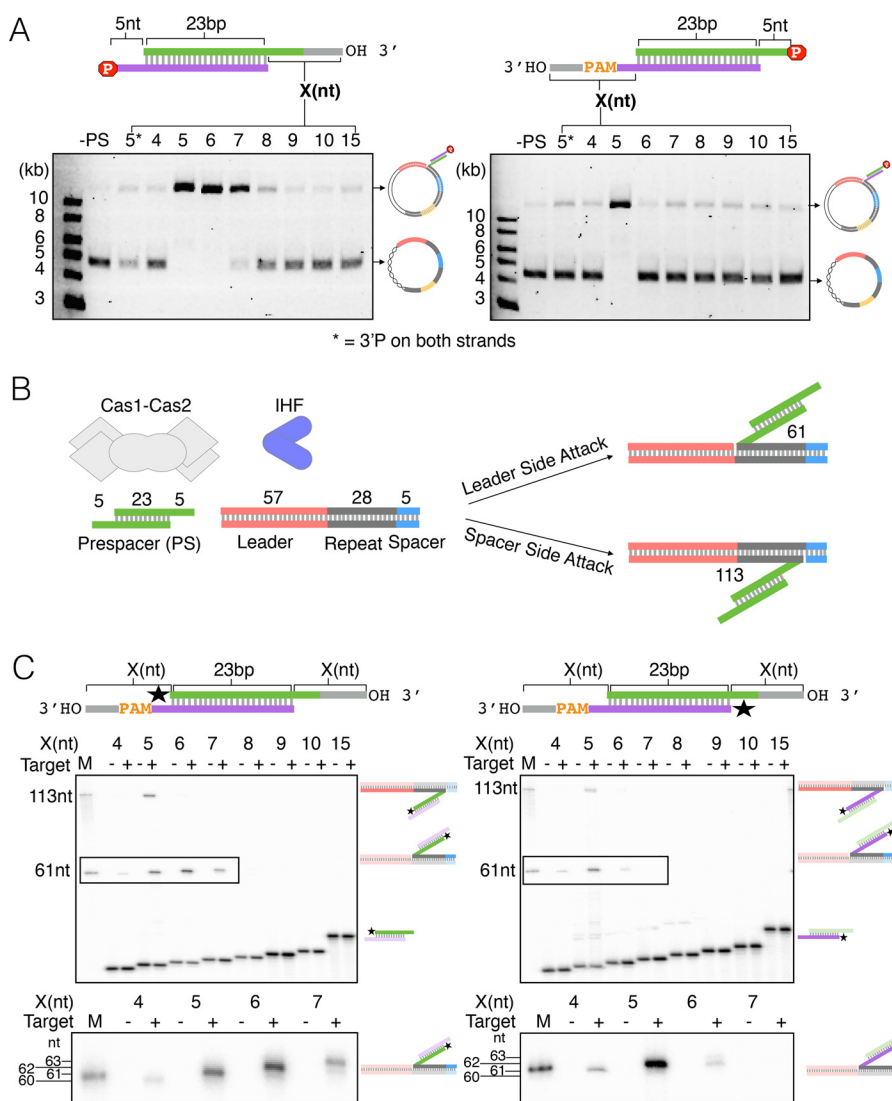 A
5nt 23bp
P OH 3′
X(nt)
-PS 5* 4 5 6 7 8 9 10 15
(kb)
10
8
6
5
4
3
23bp 5nt
P
3′HO PAM
X(nt)
-PS 5* 4 5 6 7 8 9 10 15
(kb)
10
8
6
5
4
3
* = 3′P on both strands
B
Cas1-Cas2 IHF
5 23 5 57 28 5
Prespacer (PS) Leader Repeat Spacer
Leader Side Attack
Spacer Side Attack
61
113
C
X(nt) 23bp X(nt)
OH 3′
3′HO PAM
X(nt) 4 5 6 7 8 9 10 15
Target M - + - + - + - + - + - + - + - +
113nt
61nt
X(nt) 4 5 6 7
Target M - + - + - + - +
nt
63
62
61
60
X(nt) 23bp X(nt)
OH 3′
3′HO PAM
X(nt) 4 5 6 7 8 9 10 15
Target M - + - + - + - + - + - + - + - +
113nt
61nt
X(nt) 4 5 6 7
Target M - + - + - + - +
nt
63
62
61
60